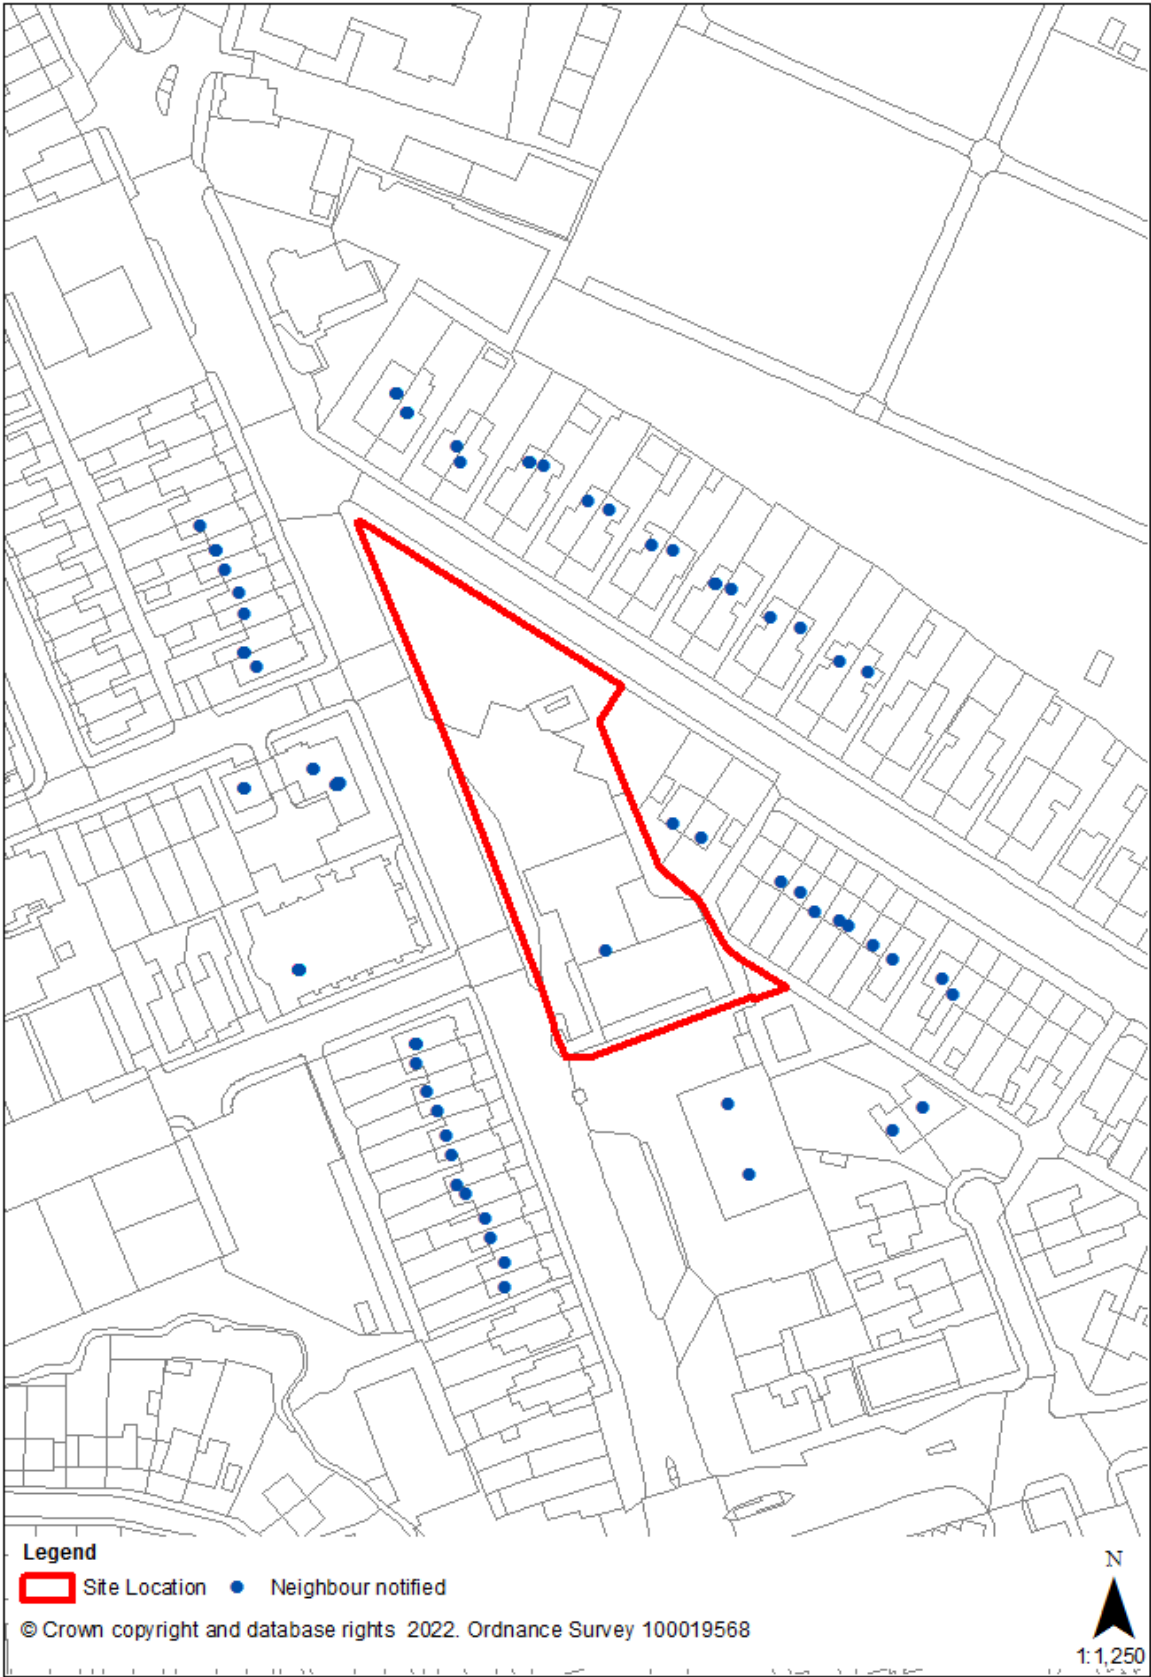 Legend
Site Location Neighbour notified
© Crown copyright and database rights 2022. Ordnance Survey 100019568
N
1:1,250